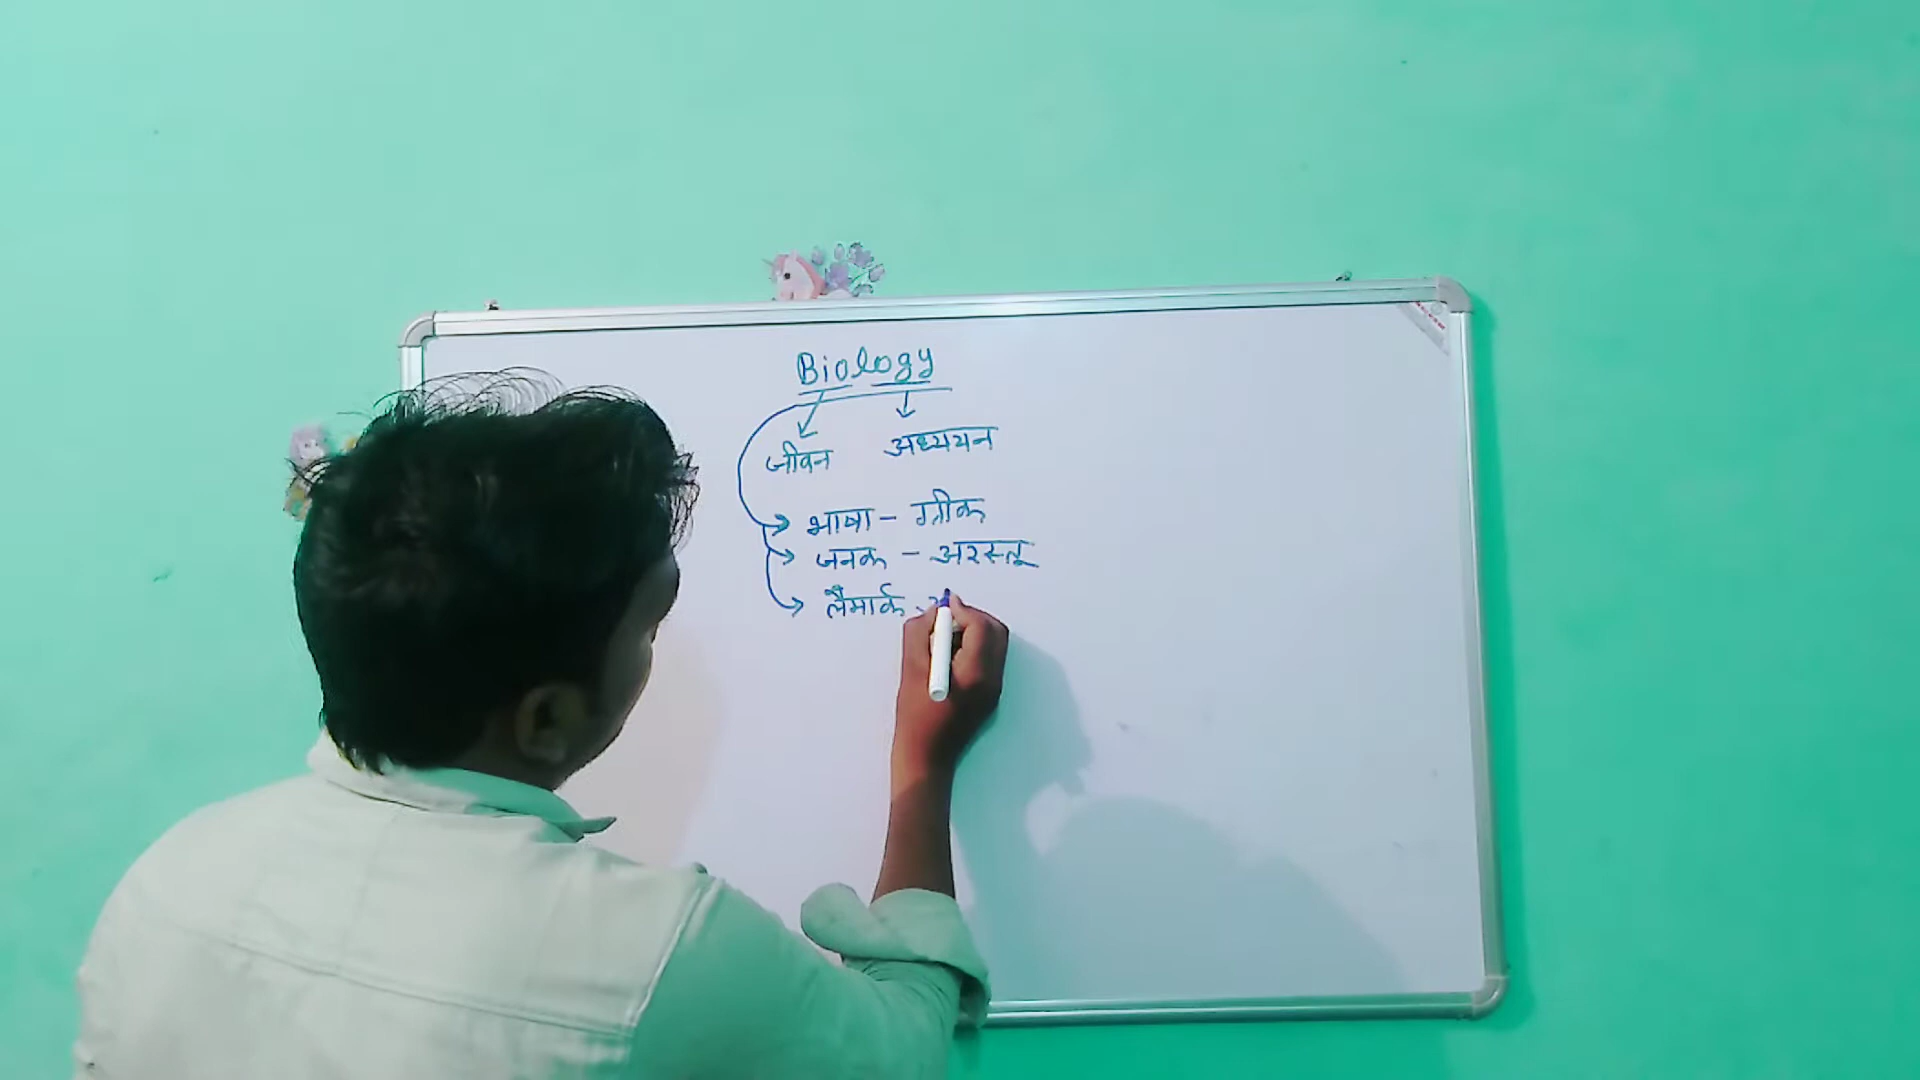 Biology
जीवन अध्ययन
भाषा - ग्रीक
जनक - अरस्तू
लैमार्क